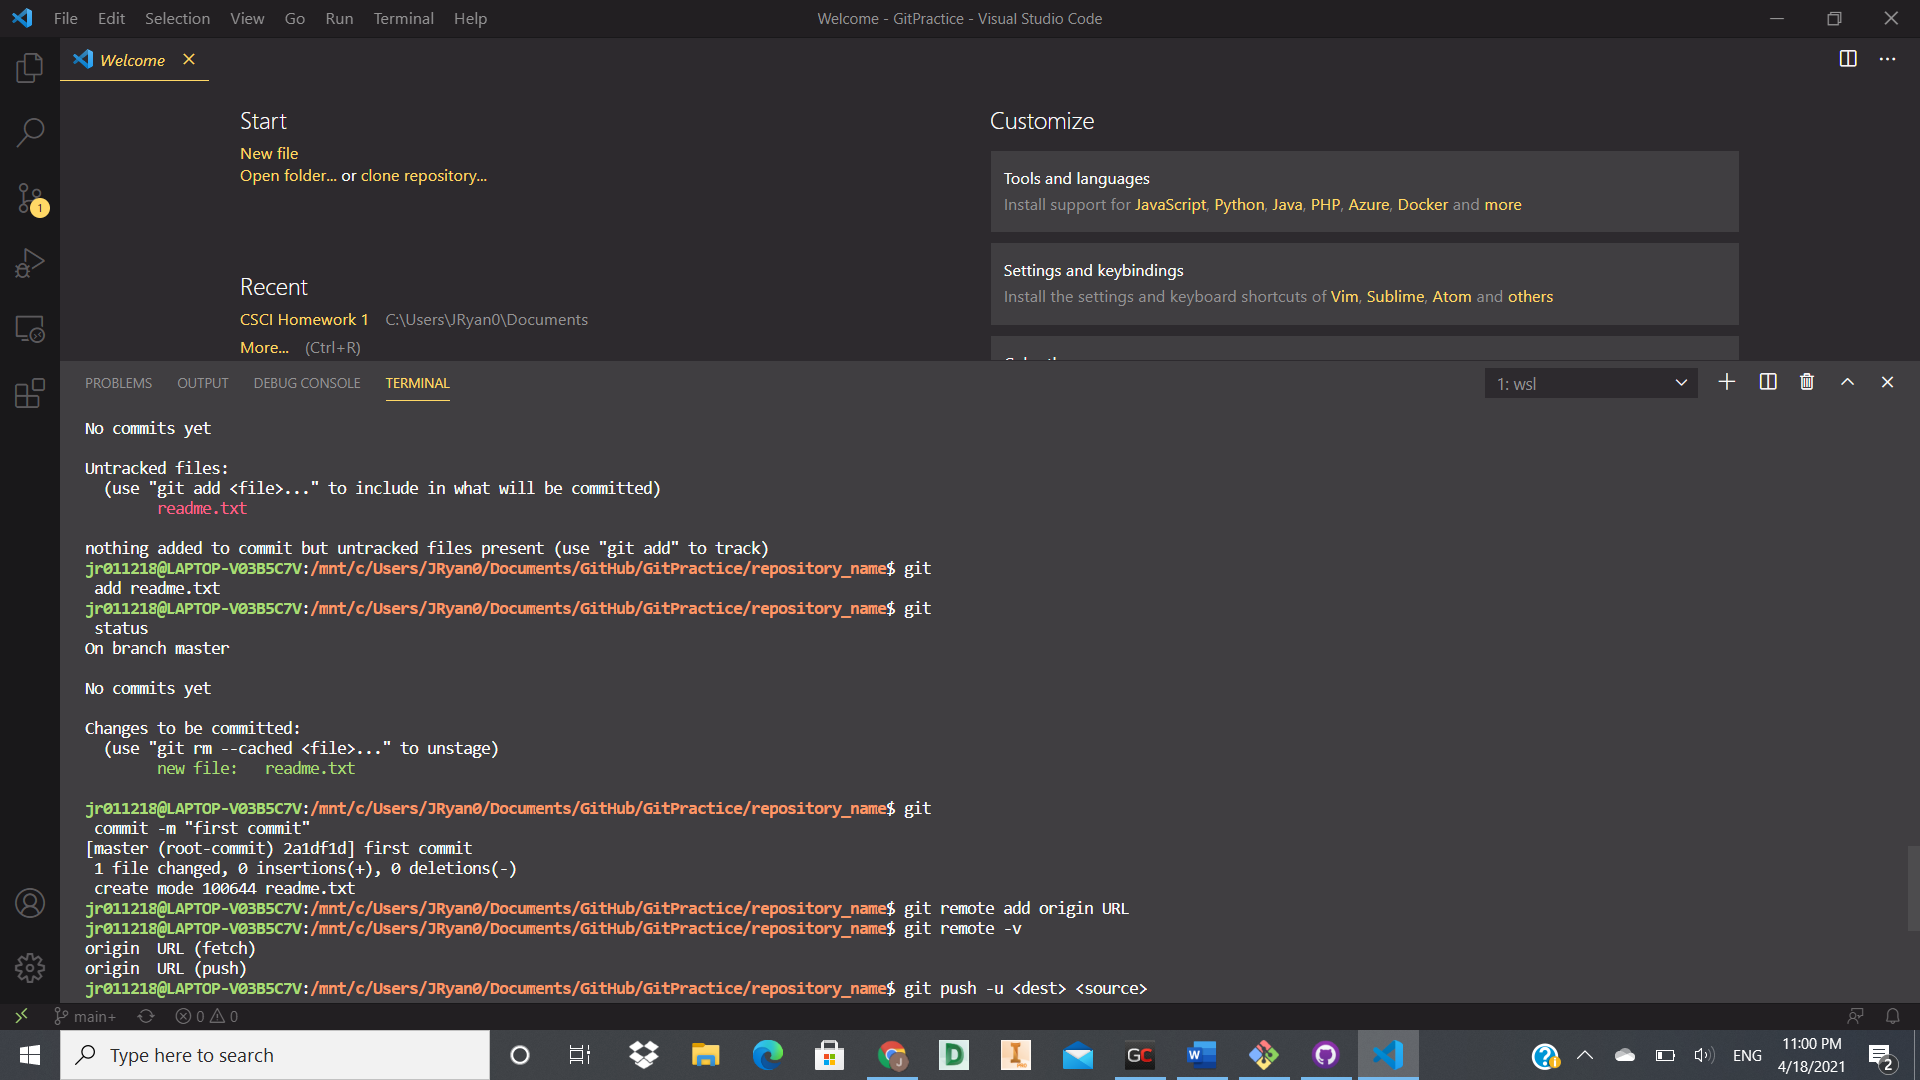 File Edit Selection View Go Run Terminal Help
Welcome - GitPractice - Visual Studio Code
Welcome
Start
New file
Open folder... or clone repository...
Recent
CSCI Homework 1 C:\Users\JRyan0\Documents
More... (Ctrl+R)
Customize
Tools and languages
Install support for JavaScript, Python, Java, PHP, Azure, Docker and more
Settings and keybindings
Install the settings and keyboard shortcuts of Vim, Sublime, Atom and others
1
PROBLEMS OUTPUT DEBUG CONSOLE TERMINAL
1: wsl
No commits yet
Untracked files:
(use "git add <file>..." to include in what will be committed)
readme.txt
nothing added to commit but untracked files present (use "git add" to track)
jr011218@LAPTOP-V03B5C7V:/mnt/c/Users/JRyan0/Documents/GitHub/GitPractice/repository_name$ git
add readme.txt
jr011218@LAPTOP-V03B5C7V:/mnt/c/Users/JRyan0/Documents/GitHub/GitPractice/repository_name$ git
status
On branch master
No commits yet
Changes to be committed:
(use "git rm --cached <file>..." to unstage)
new file:   readme.txt
jr011218@LAPTOP-V03B5C7V:/mnt/c/Users/JRyan0/Documents/GitHub/GitPractice/repository_name$ git
commit -m "first commit"
[master (root-commit) 2a1df1d] first commit
1 file changed, 0 insertions(+), 0 deletions(-)
create mode 100644 readme.txt
jr011218@LAPTOP-V03B5C7V:/mnt/c/Users/JRyan0/Documents/GitHub/GitPractice/repository_name$ git remote add origin URL
jr011218@LAPTOP-V03B5C7V:/mnt/c/Users/JRyan0/Documents/GitHub/GitPractice/repository_name$ git remote -v
origin  URL (fetch)
origin  URL (push)
jr011218@LAPTOP-V03B5C7V:/mnt/c/Users/JRyan0/Documents/GitHub/GitPractice/repository_name$ git push -u <dest> <source>
main+ 0 0
Type here to search
GC
ENG
11:00 PM
4/18/2021
2